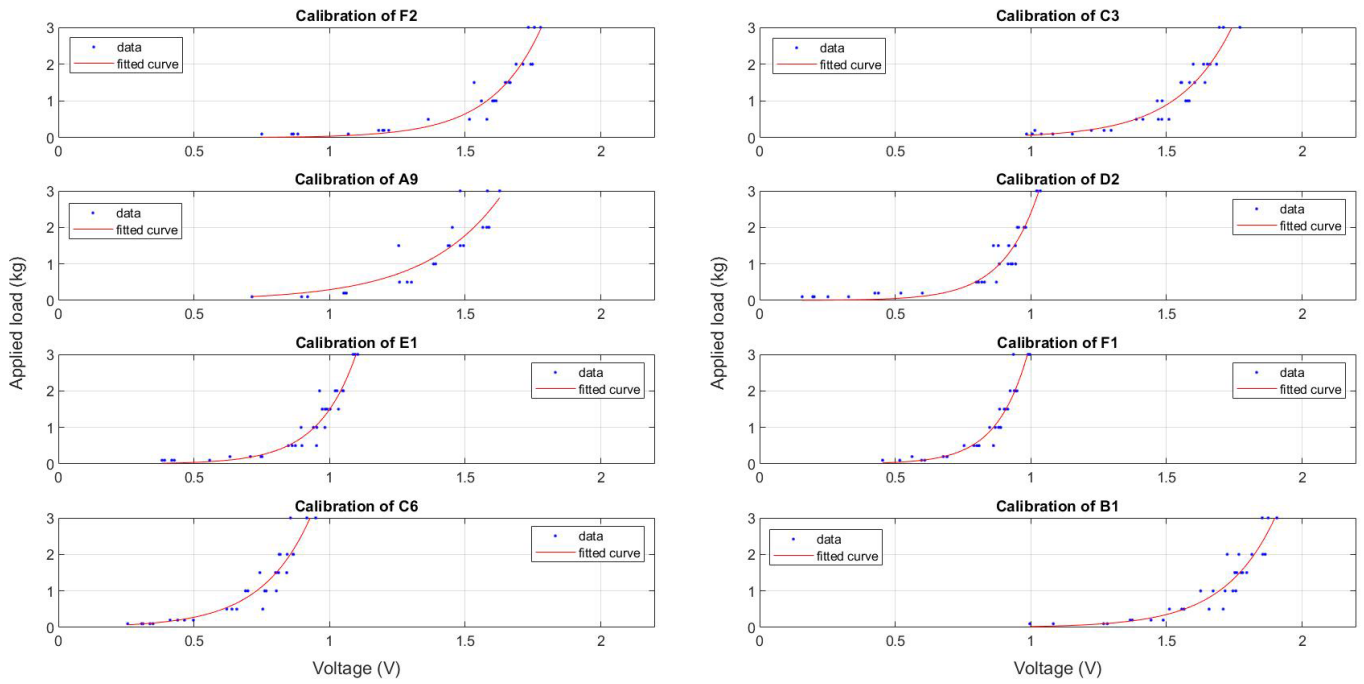 Calibration of F2
3
2
1
0
data
fitted curve
0 0.5 1 1.5 2
Calibration of C3
3
2
1
0
data
fitted curve
0 0.5 1 1.5 2
Calibration of A9
3
2
1
0
data
fitted curve
0 0.5 1 1.5 2
Calibration of D2
3
2
1
0
data
fitted curve
0 0.5 1 1.5 2
Applied load (kg)
Applied load (kg)
Calibration of E1
3
2
1
0
data
fitted curve
0 0.5 1 1.5 2
Calibration of F1
3
2
1
0
data
fitted curve
0 0.5 1 1.5 2
Calibration of C6
3
2
1
0
data
fitted curve
0 0.5 1 1.5 2
Calibration of B1
3
2
1
0
data
fitted curve
0 0.5 1 1.5 2
Voltage (V)
Voltage (V)